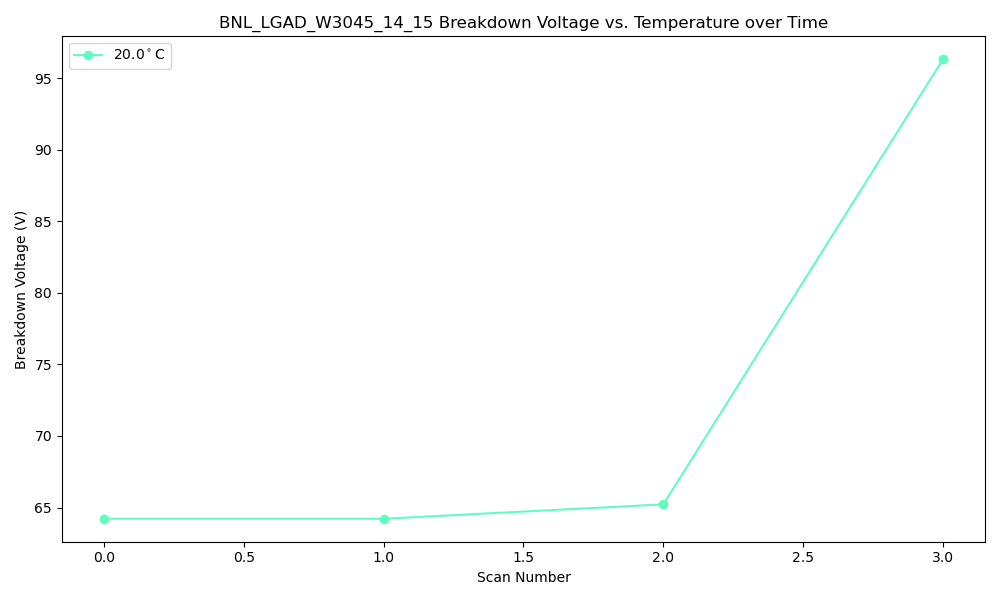 BNL_LGAD_W3045_14_15 Breakdown Voltage vs. Temperature over Time
20.0°C
Breakdown Voltage (V)
95
90
85
80
75
70
65
0.0 0.5 1.0 1.5 2.0 2.5 3.0
Scan Number